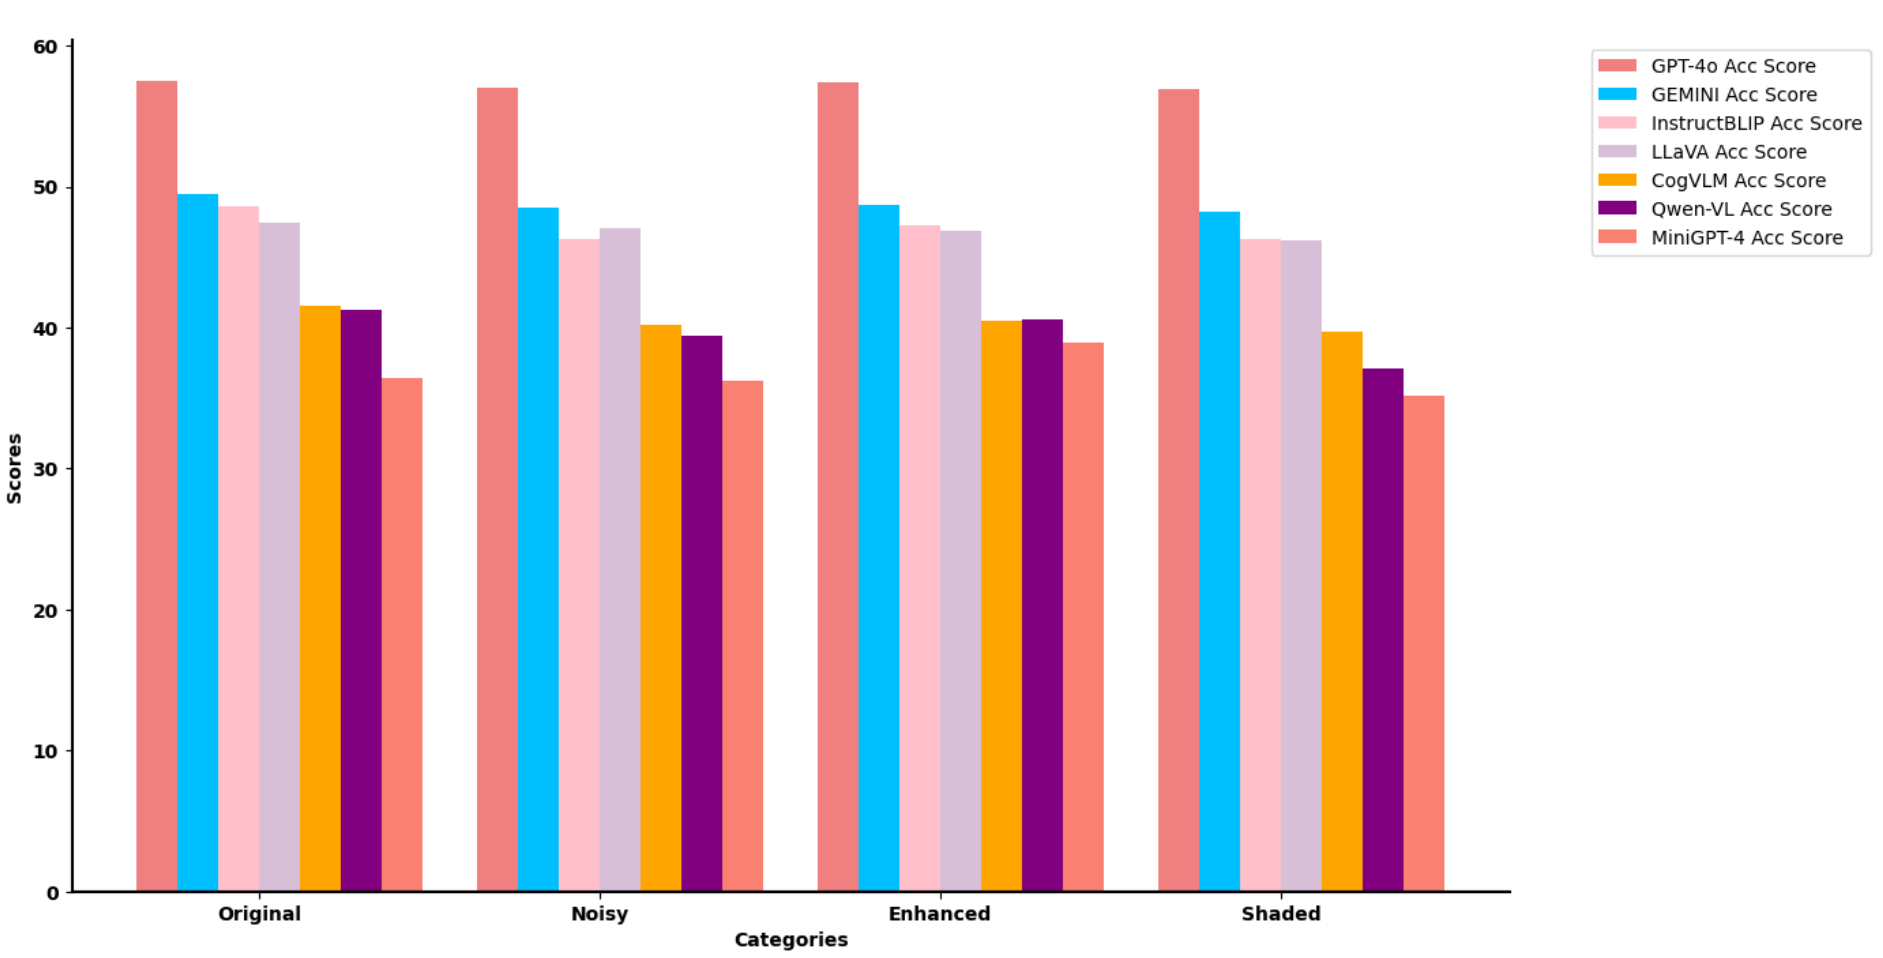 60
50
40
30
20
10
0
Scores
Original
Noisy
Enhanced
Shaded
Categories
GPT-4o Acc Score
GEMINI Acc Score
InstructBLIP Acc Score
LLaVA Acc Score
CogVLM Acc Score
Qwen-VL Acc Score
MiniGPT-4 Acc Score